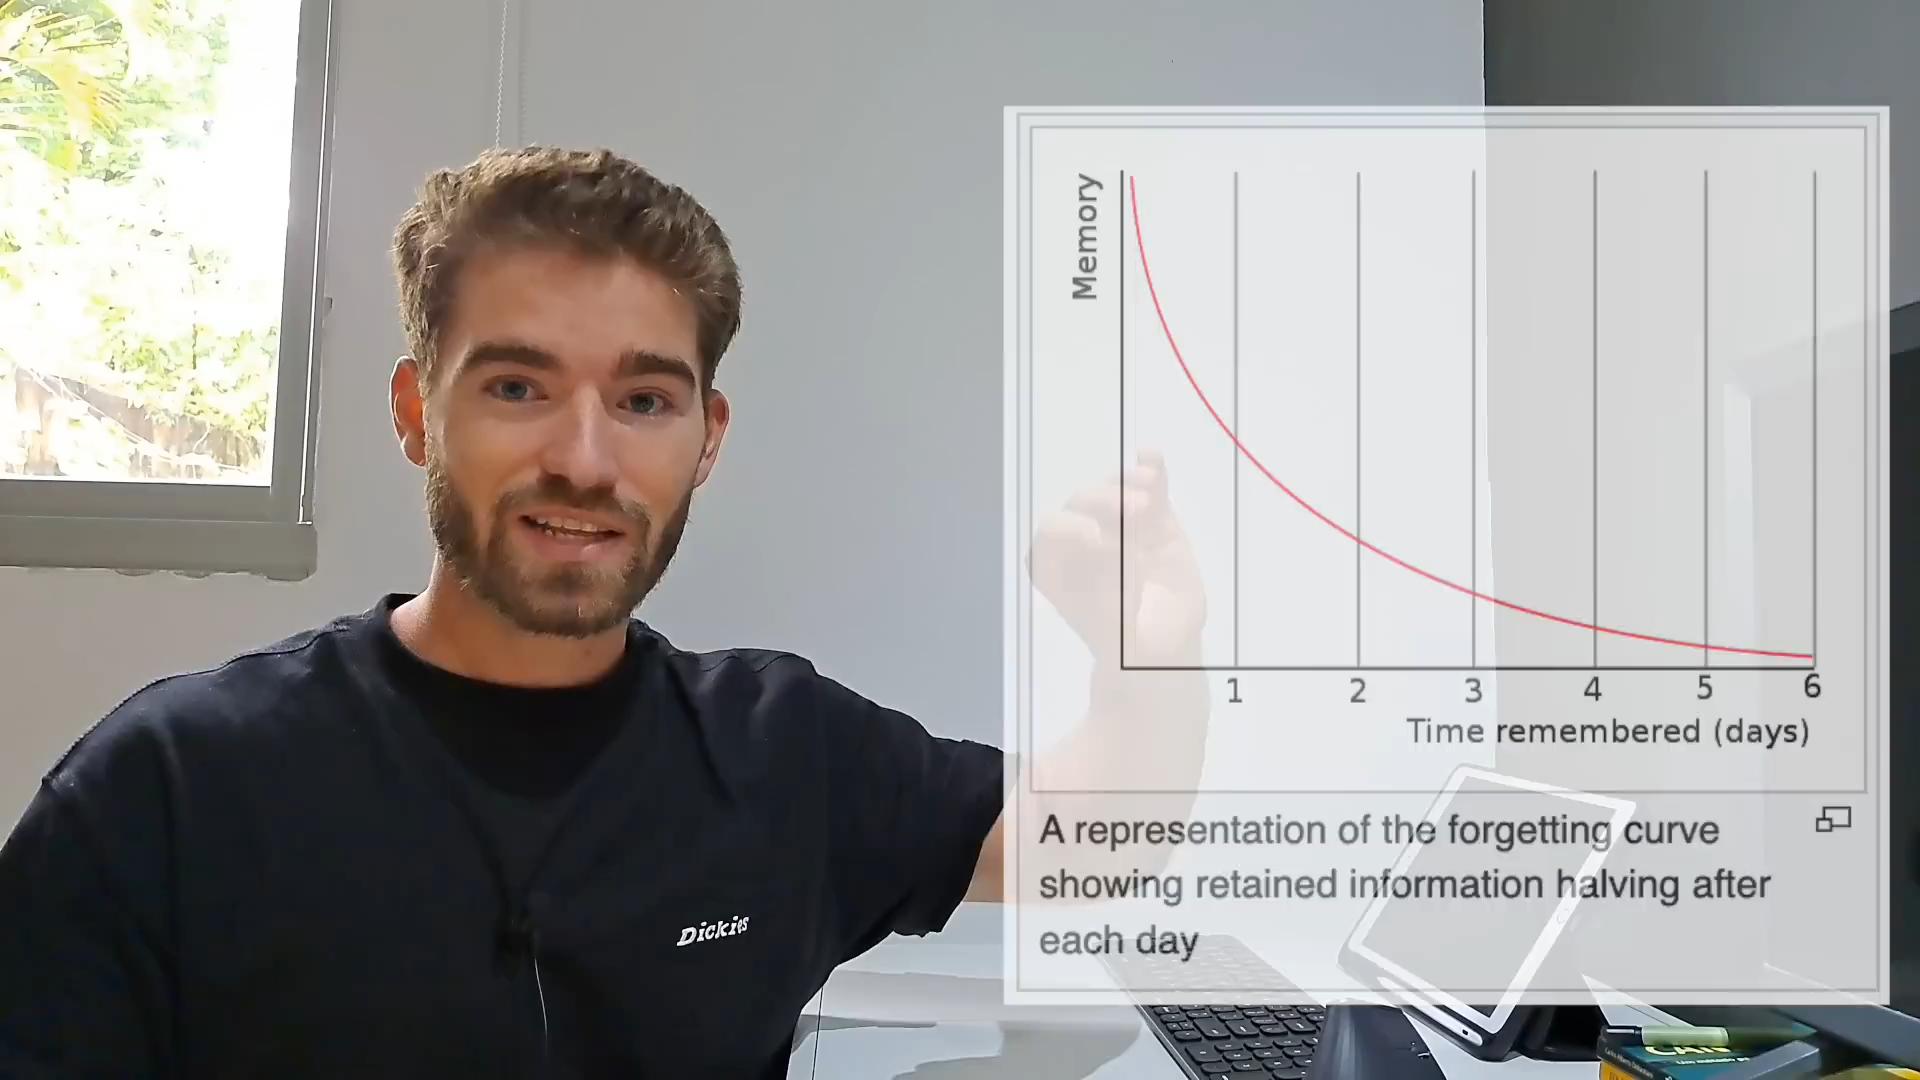 Memory
1 2 3 4 5 6
Time remembered (days)
A representation of the forgetting curve
showing retained information halving after
each day
Dickies